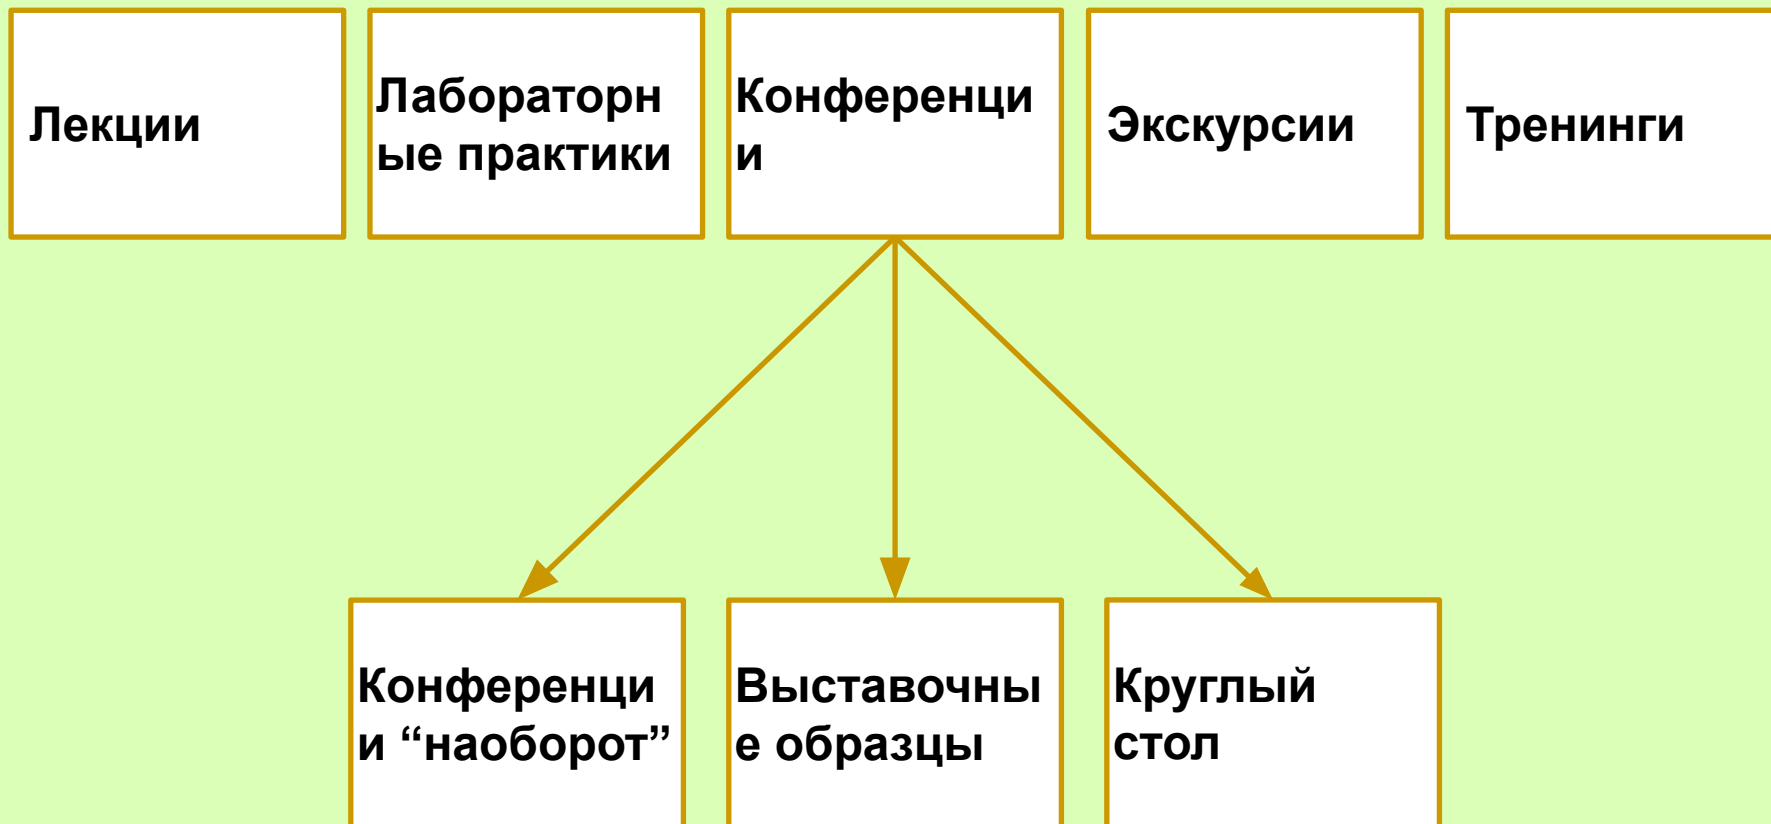 Лекции
Лабораторн
ые практики
Конференци
и
Экскурсии
Тренинги
Конференци
и “наоборот”
Выставочны
е образцы
Круглый
стол